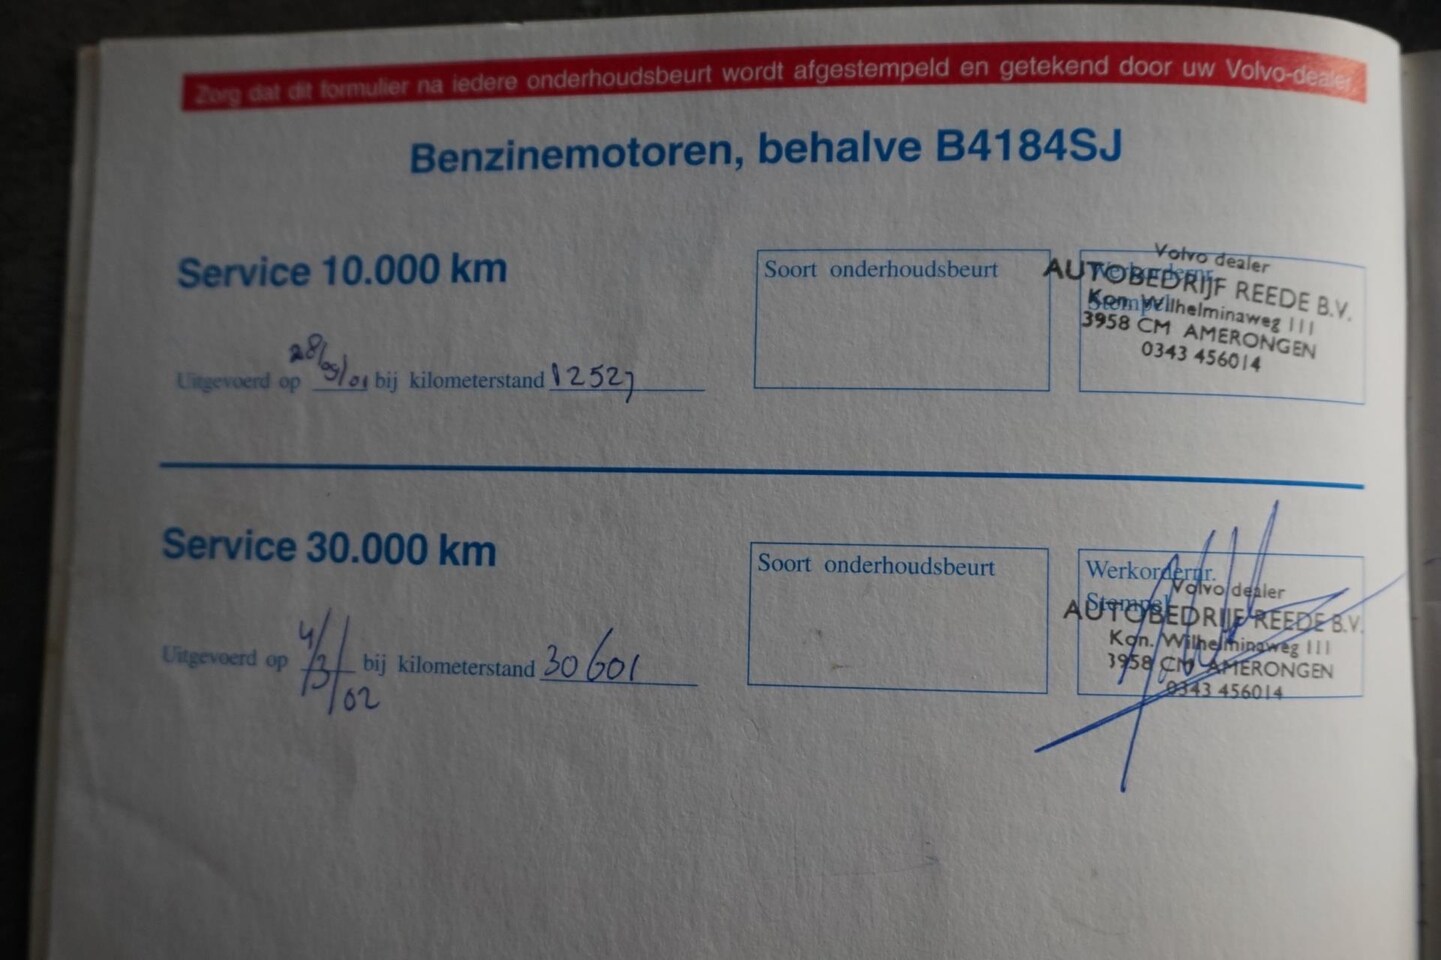 Zorg dat dit formulier na iedere onderhoudsbeurt wordt afgestempeld en getekend door uw Volvo-dealer.
Benzinemotoren, behalve B4184SJ
Service 10.000 km
Uitgevoerd op 28/05/01 bij kilometerstand 12527
Soort onderhoudsbeurt
Werkordernr.
Stempel
Volvo dealer
AUTOBEDRIJF REEDE B.V.
Kon. Wilhelminaweg 111
3958 CM AMERONGEN
0343 456014
Service 30.000 km
Uitgevoerd op 4/3/02 bij kilometerstand 30601
Soort onderhoudsbeurt
Werkordernr.
Stempel
Volvo dealer
AUTOBEDRIJF REEDE B.V.
Kon. Wilhelminaweg 111
3958 CM AMERONGEN
0343 456014